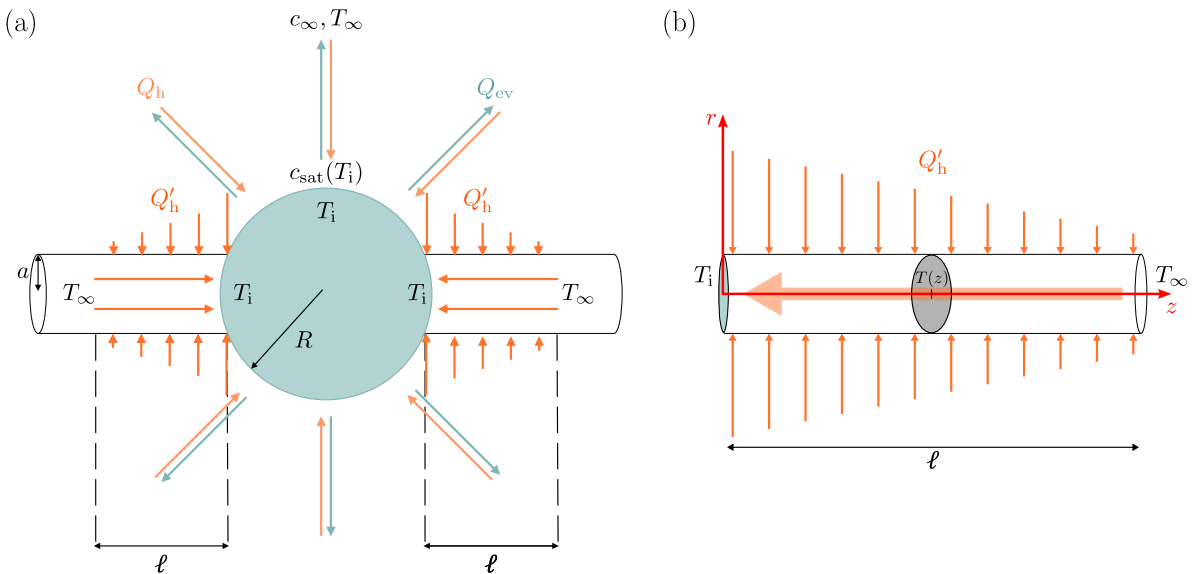 (a)
c∞, T∞
Qh
Qev
csat(Ti)
Q′h
Ti
Q′h
a
T∞
Ti
Ti
T∞
R
ℓ
ℓ
(b)
r
Q′h
Ti
T(z)
T∞
z
ℓ